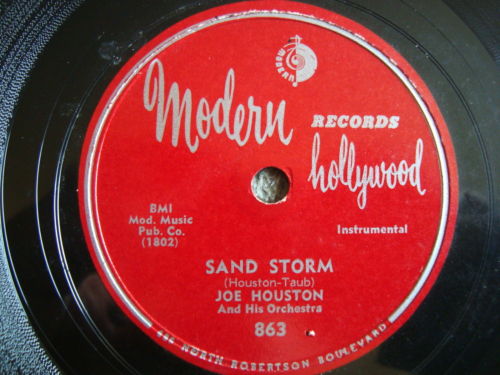 MODERN
Modern
RECORDS
hollywood
BMI
Mod. Music
Pub. Co.
(1802)
Instrumental
SAND STORM
(Houston-Taub)
JOE HOUSTON
And His Orchestra
863
NORTH ROBERTSON BOULEVARD